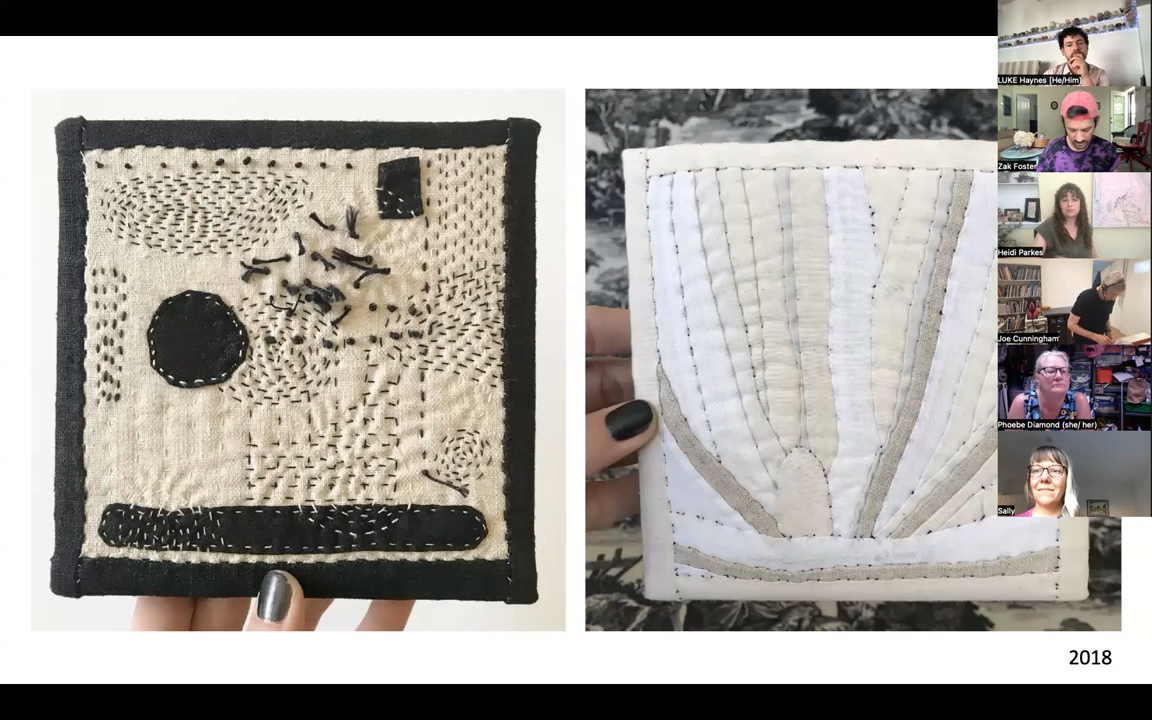 LUKE Haynes [He/Him]
Zak Foster
Heidi Parkes
Joe Cunningham
Phoebe Diamond (she/ her)
Sally
2018